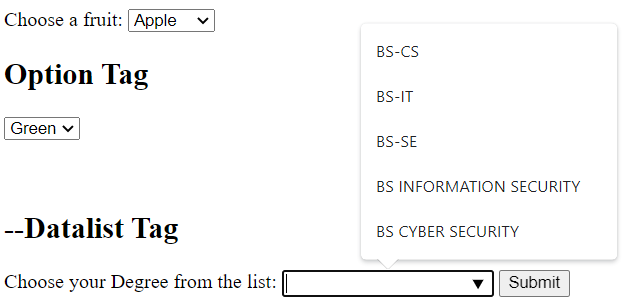 Choose a fruit: Apple
Option Tag
Green
--Datalist Tag
Choose your Degree from the list: Submit
BS-CS
BS-IT
BS-SE
BS INFORMATION SECURITY
BS CYBER SECURITY